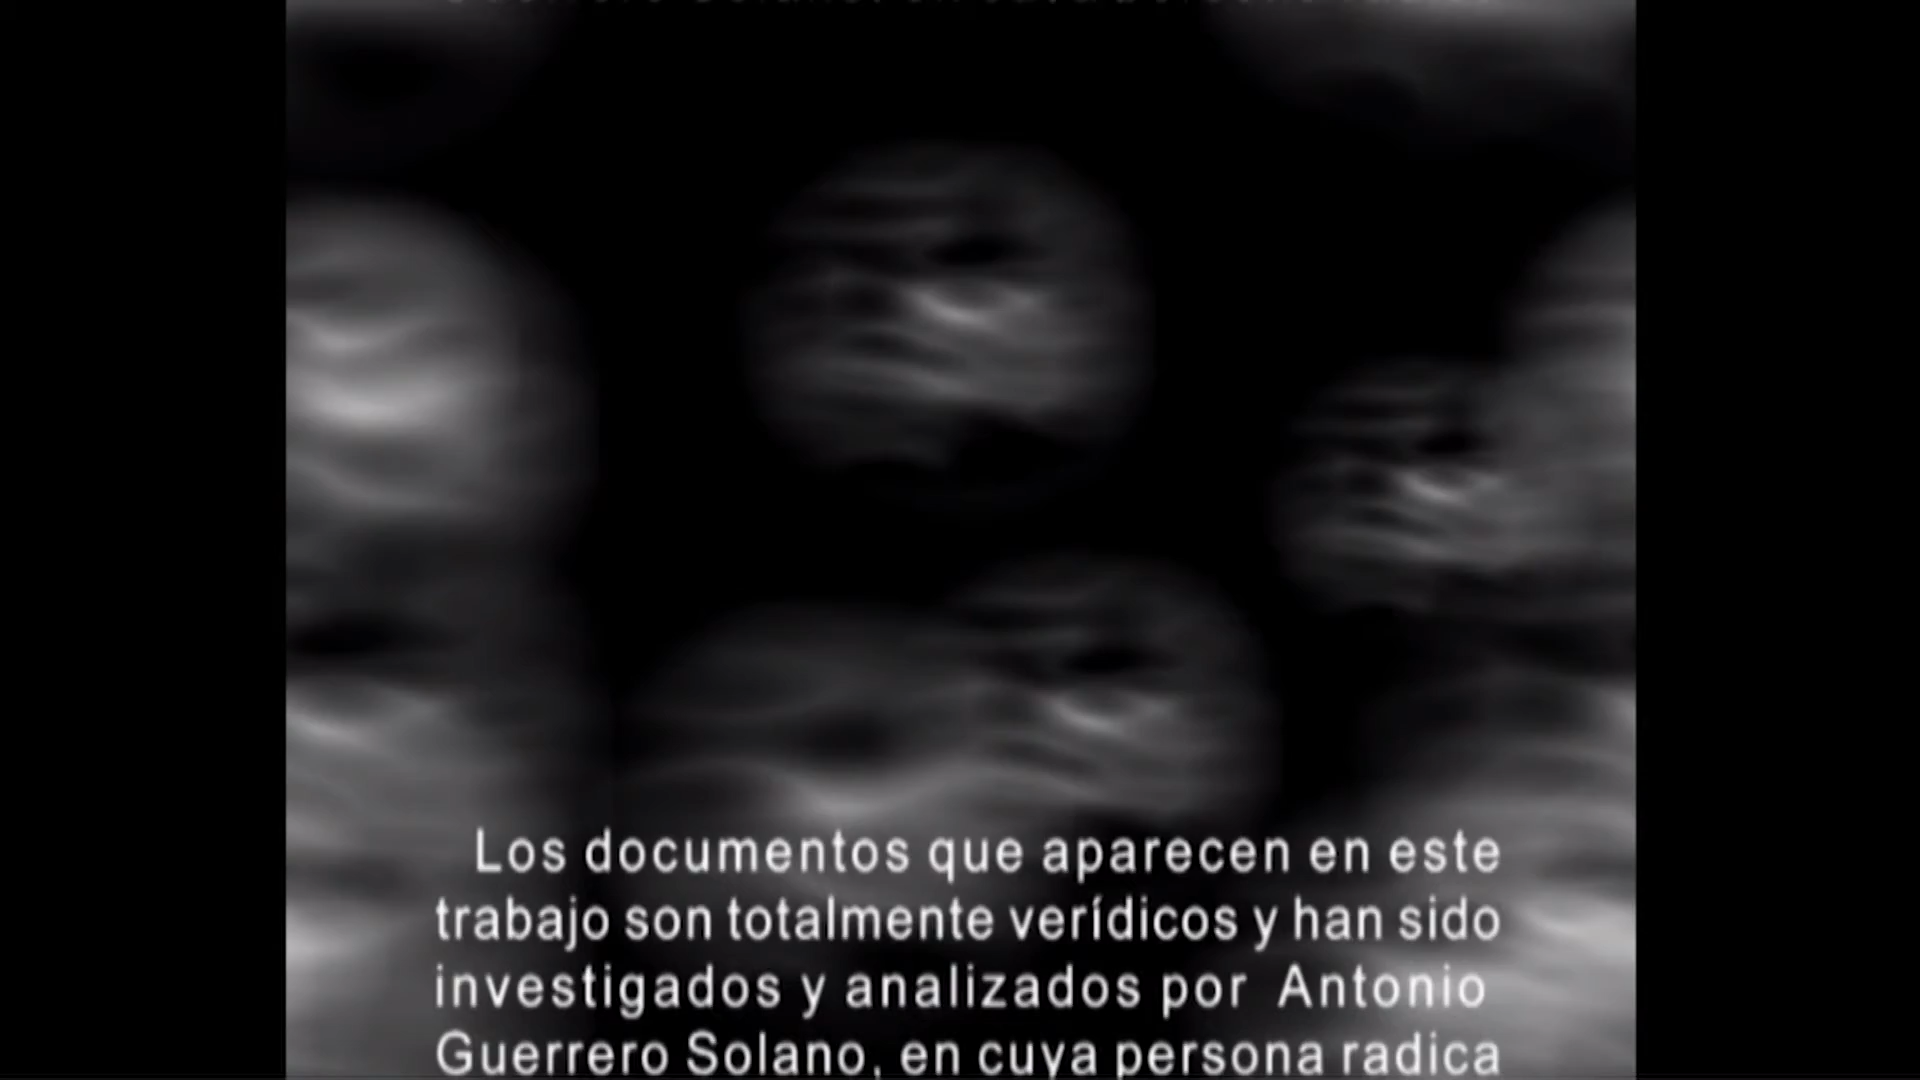 Los documentos que aparecen en este
trabajo son totalmente verídicos y han sido
investigados y analizados por Antonio
Guerrero Solano, en cuya persona radica